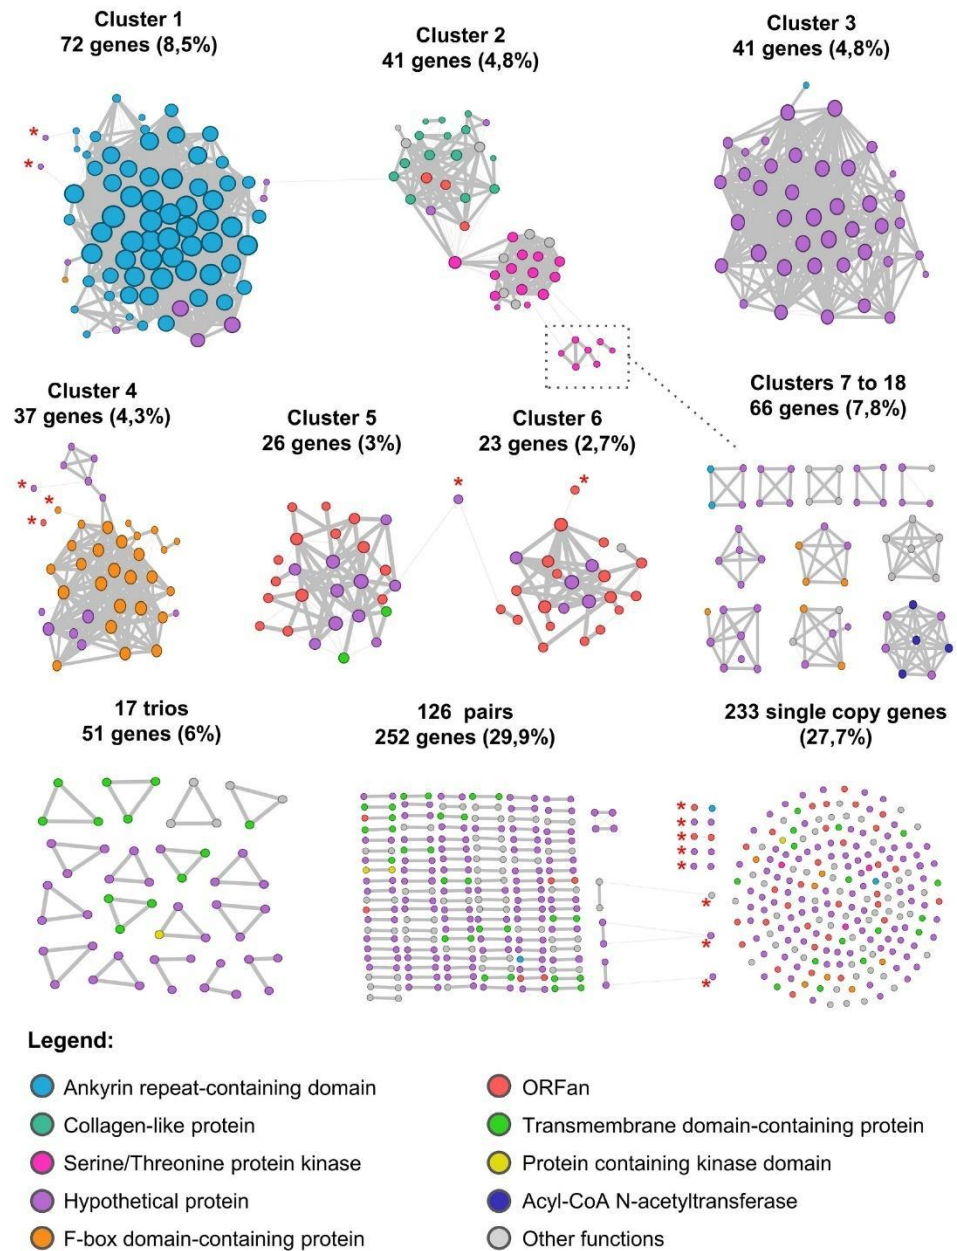 Cluster 1
72 genes (8,5%)
Cluster 2
41 genes (4,8%)
Cluster 3
41 genes (4,8%)
*
*
Cluster 4
37 genes (4,3%)
Cluster 5
26 genes (3%)
Cluster 6
23 genes (2,7%)
Clusters 7 to 18
66 genes (7,8%)
*
*
*
*
*
17 trios
51 genes (6%)
126 pairs
252 genes (29,9%)
233 single copy genes
(27,7%)
*
*
*
*
*
*
*
*
Legend:
Ankyrin repeat-containing domain
Collagen-like protein
Serine/Threonine protein kinase
Hypothetical protein
F-box domain-containing protein
ORFan
Transmembrane domain-containing protein
Protein containing kinase domain
Acyl-CoA N-acetyltransferase
Other functions